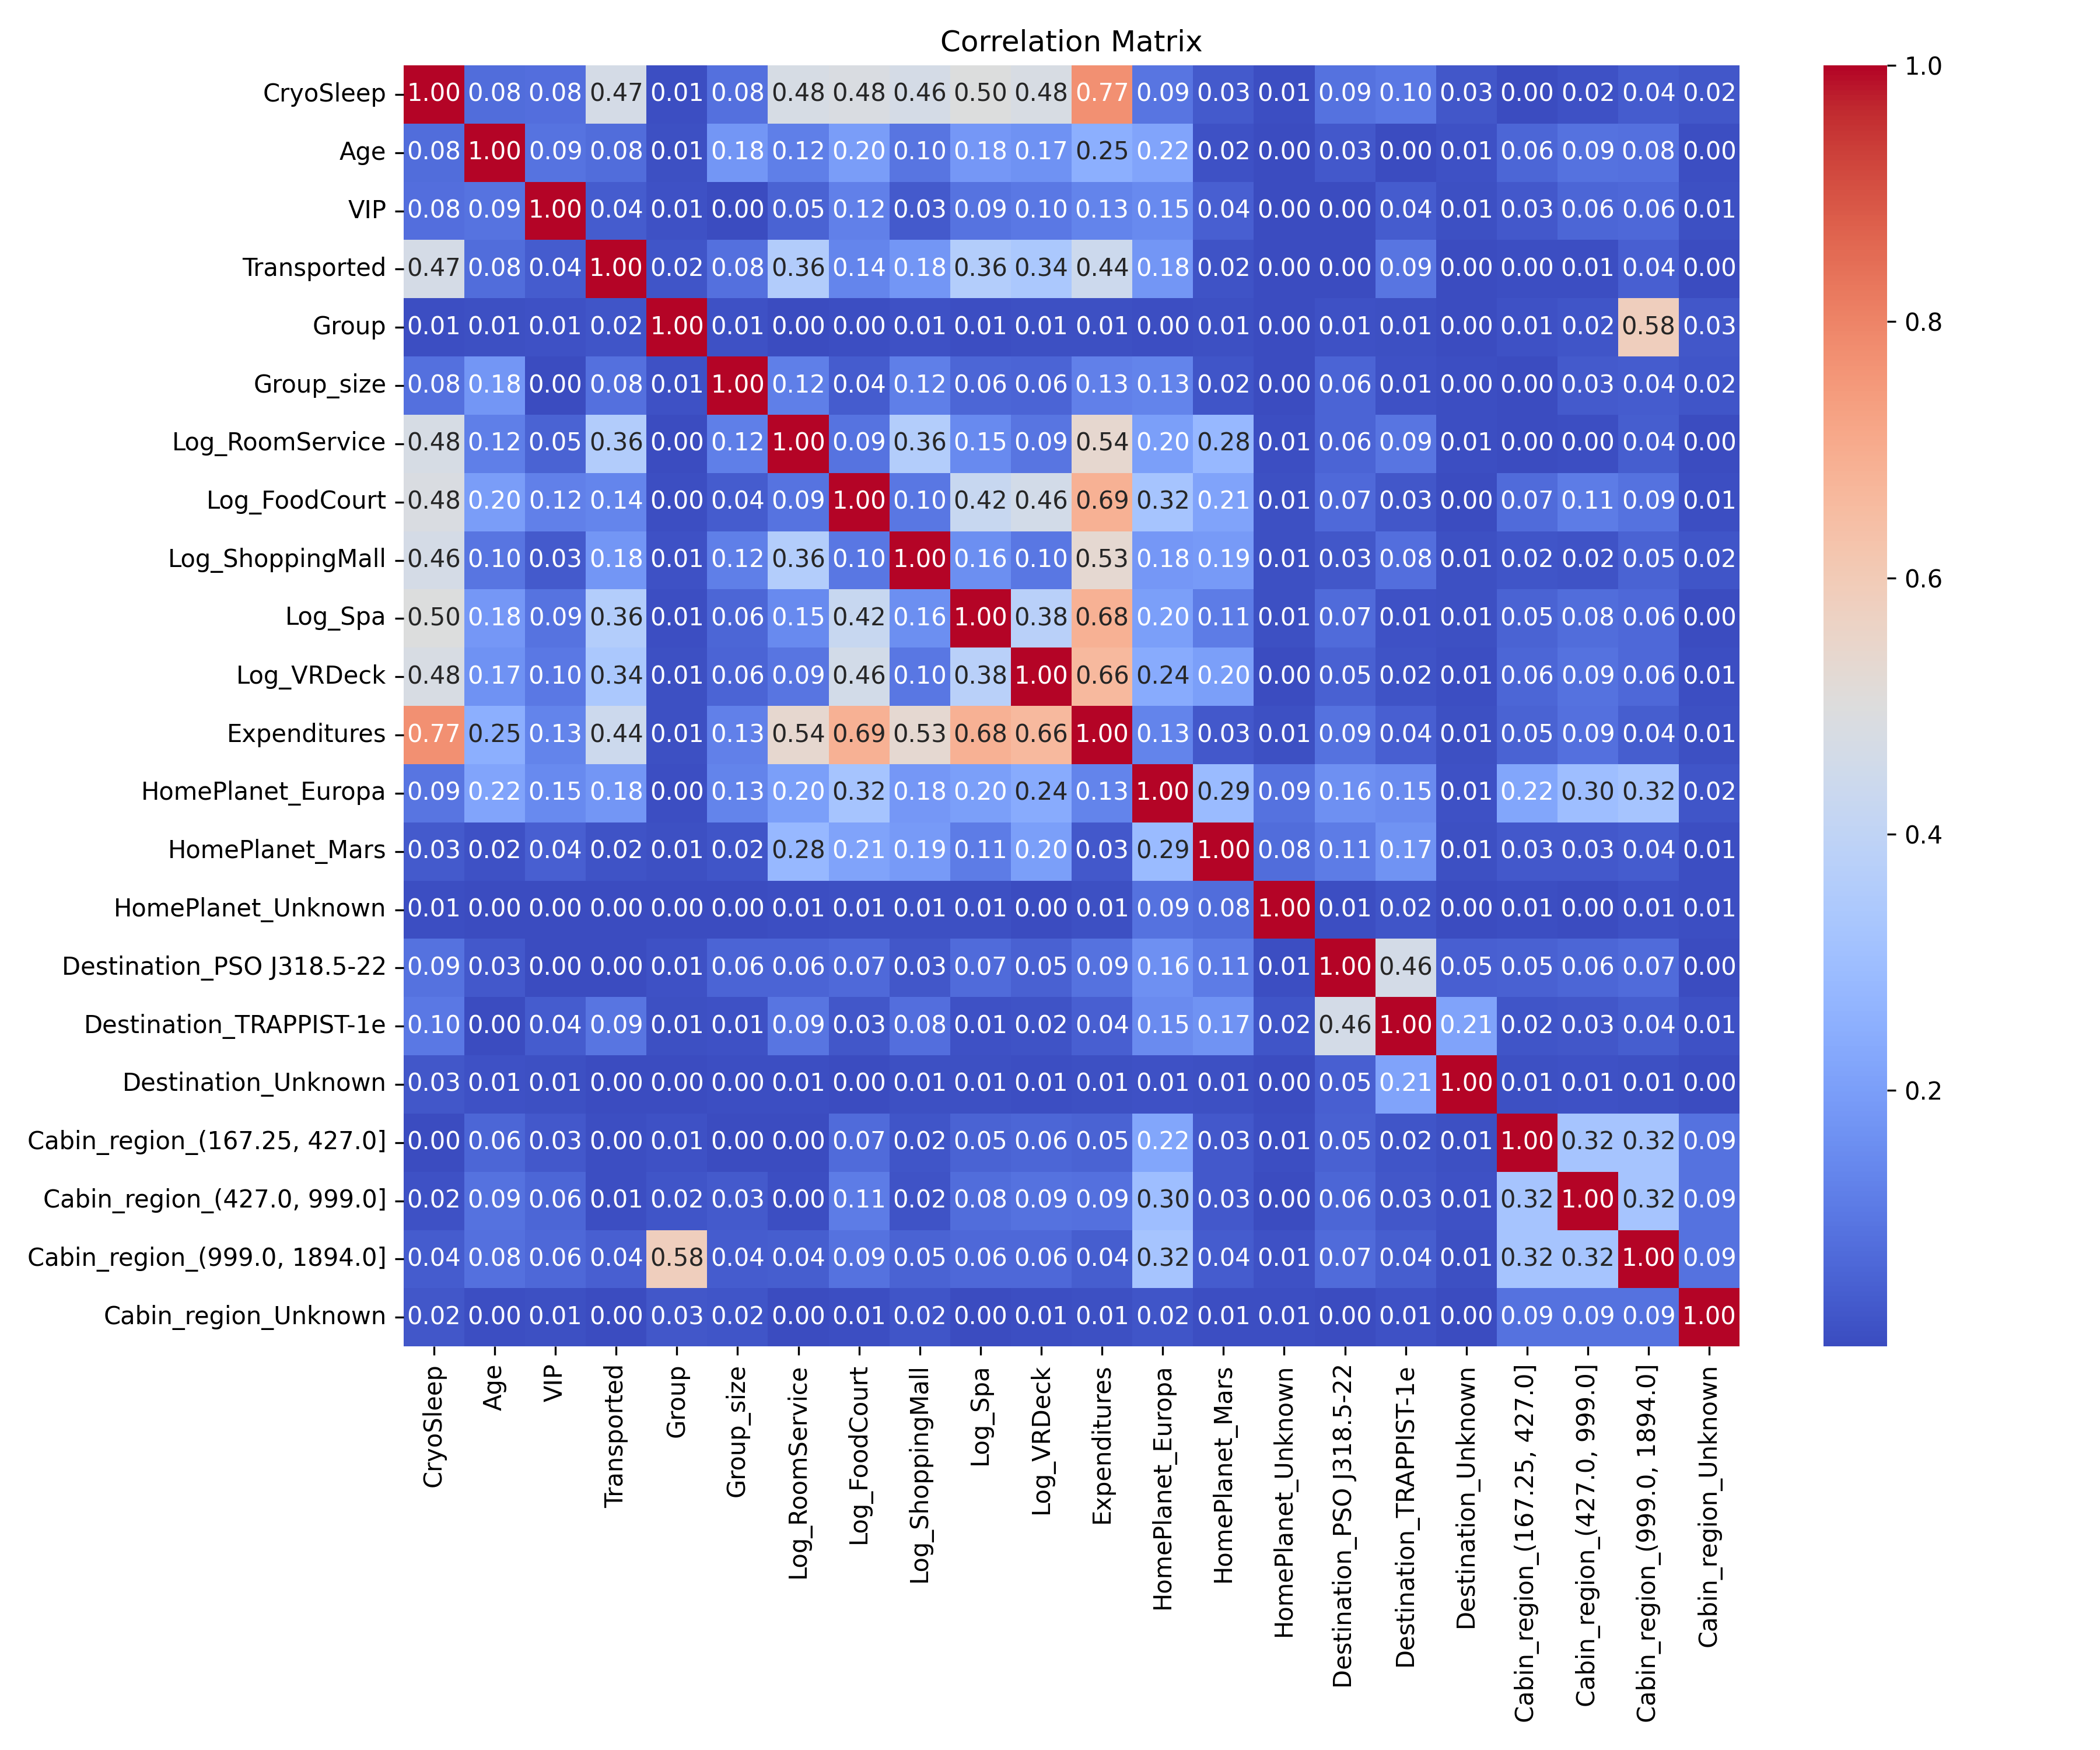 Correlation Matrix
CryoSleep 1.00 0.08 0.08 0.47 0.01 0.08 0.48 0.48 0.46 0.50 0.48 0.77 0.09 0.03 0.01 0.09 0.10 0.03 0.00 0.02 0.04 0.02
Age 0.08 1.00 0.09 0.08 0.01 0.18 0.12 0.20 0.10 0.18 0.17 0.25 0.22 0.02 0.00 0.03 0.00 0.01 0.06 0.09 0.08 0.00
VIP 0.08 0.09 1.00 0.04 0.01 0.00 0.05 0.12 0.03 0.09 0.10 0.13 0.15 0.04 0.00 0.00 0.04 0.01 0.03 0.06 0.06 0.01
Transported 0.47 0.08 0.04 1.00 0.02 0.08 0.36 0.14 0.18 0.36 0.34 0.44 0.18 0.02 0.00 0.00 0.09 0.00 0.00 0.01 0.04 0.00
Group 0.01 0.01 0.01 0.02 1.00 0.01 0.00 0.00 0.01 0.01 0.01 0.01 0.00 0.01 0.00 0.01 0.01 0.00 0.01 0.02 0.58 0.03
Group_size 0.08 0.18 0.00 0.08 0.01 1.00 0.12 0.04 0.12 0.06 0.06 0.13 0.13 0.02 0.00 0.06 0.01 0.00 0.00 0.03 0.04 0.02
Log_RoomService 0.48 0.12 0.05 0.36 0.00 0.12 1.00 0.09 0.36 0.15 0.09 0.54 0.20 0.28 0.01 0.06 0.09 0.01 0.00 0.00 0.04 0.00
Log_FoodCourt 0.48 0.20 0.12 0.14 0.00 0.04 0.09 1.00 0.10 0.42 0.46 0.69 0.32 0.21 0.01 0.07 0.03 0.00 0.07 0.11 0.09 0.01
Log_ShoppingMall 0.46 0.10 0.03 0.18 0.01 0.12 0.36 0.10 1.00 0.16 0.10 0.53 0.18 0.19 0.01 0.03 0.08 0.01 0.02 0.02 0.05 0.02
Log_Spa 0.50 0.18 0.09 0.36 0.01 0.06 0.15 0.42 0.16 1.00 0.38 0.68 0.20 0.11 0.01 0.07 0.01 0.01 0.05 0.08 0.06 0.00
Log_VRDeck 0.48 0.17 0.10 0.34 0.01 0.06 0.09 0.46 0.10 0.38 1.00 0.66 0.24 0.20 0.00 0.05 0.02 0.01 0.06 0.09 0.06 0.01
Expenditures 0.77 0.25 0.13 0.44 0.01 0.13 0.54 0.69 0.53 0.68 0.66 1.00 0.13 0.03 0.01 0.09 0.04 0.01 0.05 0.09 0.04 0.01
HomePlanet_Europa 0.09 0.22 0.15 0.18 0.00 0.13 0.20 0.32 0.18 0.20 0.24 0.13 1.00 0.29 0.09 0.16 0.15 0.01 0.22 0.30 0.32 0.02
HomePlanet_Mars 0.03 0.02 0.04 0.02 0.01 0.02 0.28 0.21 0.19 0.11 0.20 0.03 0.29 1.00 0.08 0.11 0.17 0.01 0.03 0.03 0.04 0.01
HomePlanet_Unknown 0.01 0.00 0.00 0.00 0.00 0.00 0.01 0.01 0.01 0.01 0.00 0.01 0.09 0.08 1.00 0.01 0.02 0.00 0.01 0.00 0.01 0.01
Destination_PSO J318.5-22 0.09 0.03 0.00 0.00 0.01 0.06 0.06 0.07 0.03 0.07 0.05 0.09 0.16 0.11 0.01 1.00 0.46 0.05 0.05 0.06 0.07 0.00
Destination_TRAPPIST-1e 0.10 0.00 0.04 0.09 0.01 0.01 0.09 0.03 0.08 0.01 0.02 0.04 0.15 0.17 0.02 0.46 1.00 0.21 0.02 0.03 0.04 0.01
Destination_Unknown 0.03 0.01 0.01 0.00 0.00 0.00 0.01 0.00 0.01 0.01 0.01 0.01 0.01 0.01 0.00 0.05 0.21 1.00 0.01 0.01 0.01 0.00
Cabin_region_(167.25, 427.0] 0.00 0.06 0.03 0.00 0.01 0.00 0.00 0.07 0.02 0.05 0.06 0.05 0.22 0.03 0.01 0.05 0.02 0.01 1.00 0.32 0.32 0.09
Cabin_region_(427.0, 999.0] 0.02 0.09 0.06 0.01 0.02 0.03 0.00 0.11 0.02 0.08 0.09 0.09 0.30 0.03 0.00 0.06 0.03 0.01 0.32 1.00 0.32 0.09
Cabin_region_(999.0, 1894.0] 0.04 0.08 0.06 0.04 0.58 0.04 0.04 0.09 0.05 0.06 0.06 0.04 0.32 0.04 0.01 0.07 0.04 0.01 0.32 0.32 1.00 0.09
Cabin_region_Unknown 0.02 0.00 0.01 0.00 0.03 0.02 0.00 0.01 0.02 0.00 0.01 0.01 0.02 0.01 0.01 0.00 0.01 0.00 0.09 0.09 0.09 1.00
CryoSleep
Age
VIP
Transported
Group
Group_size
Log_RoomService
Log_FoodCourt
Log_ShoppingMall
Log_Spa
Log_VRDeck
Expenditures
HomePlanet_Europa
HomePlanet_Mars
HomePlanet_Unknown
Destination_PSO J318.5-22
Destination_TRAPPIST-1e
Destination_Unknown
Cabin_region_(167.25, 427.0]
Cabin_region_(427.0, 999.0]
Cabin_region_(999.0, 1894.0]
Cabin_region_Unknown
1.0
0.8
0.6
0.4
0.2